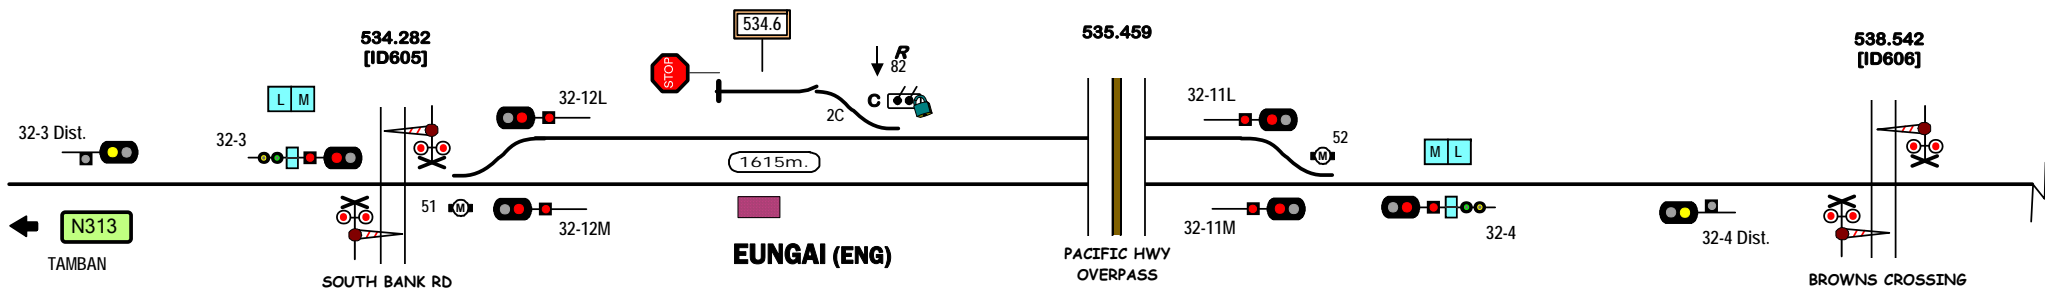 534.6
534.282
[ID605]
535.459
538.542
[ID606]
STOP
R
82
L M
32-12L
C
2C
32-11L
32-3 Dist.
32-3
52
M L
M
1615m.
N313
51
M
32-12M
32-11M
32-4
32-4 Dist.
TAMBAN
EUNGAI (ENG)
PACIFIC HWY
OVERPASS
SOUTH BANK RD
BROWNS CROSSING